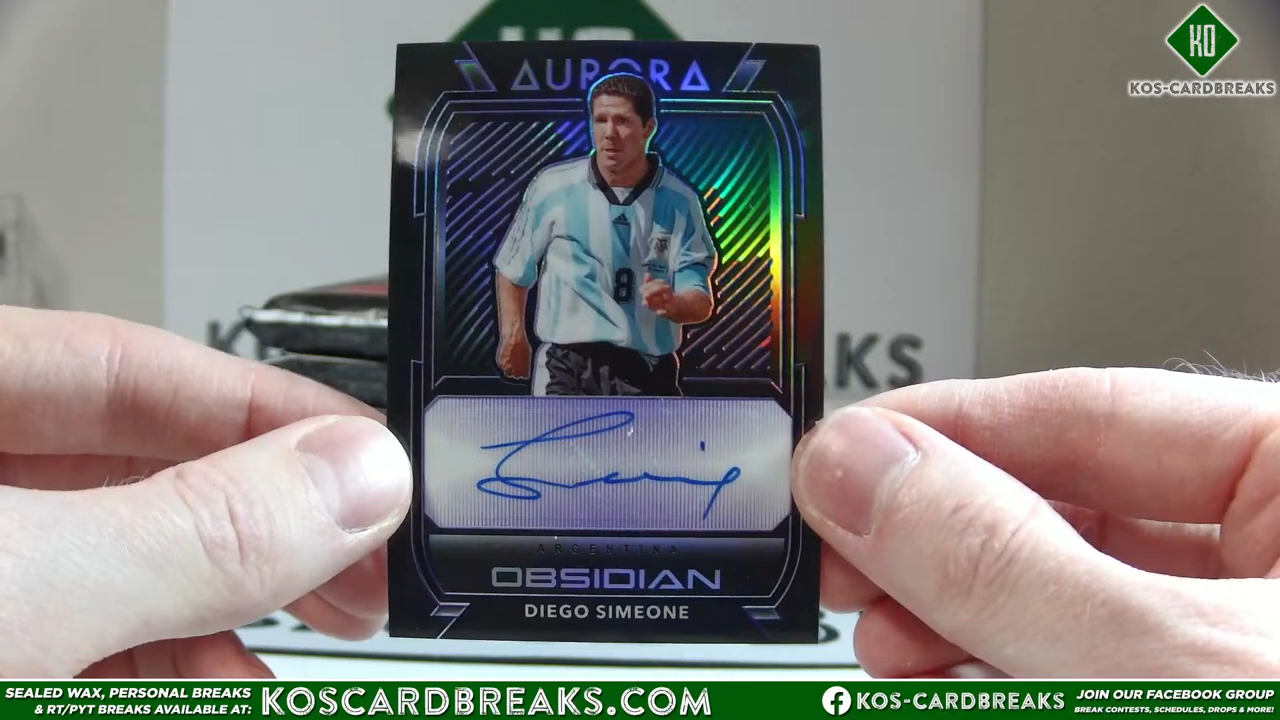 KO
KOS-CARDBREAKS
AURORA
8
ARGENTINA
OBSIDIAN
DIEGO SIMEONE
SEALED WAX, PERSONAL BREAKS
& RT/PYT BREAKS AVAILABLE AT:
KOSCARDBREAKS.COM
KOS-CARDBREAKS
JOIN OUR FACEBOOK GROUP
BREAK CONTESTS, SCHEDULES, DROPS & MORE!